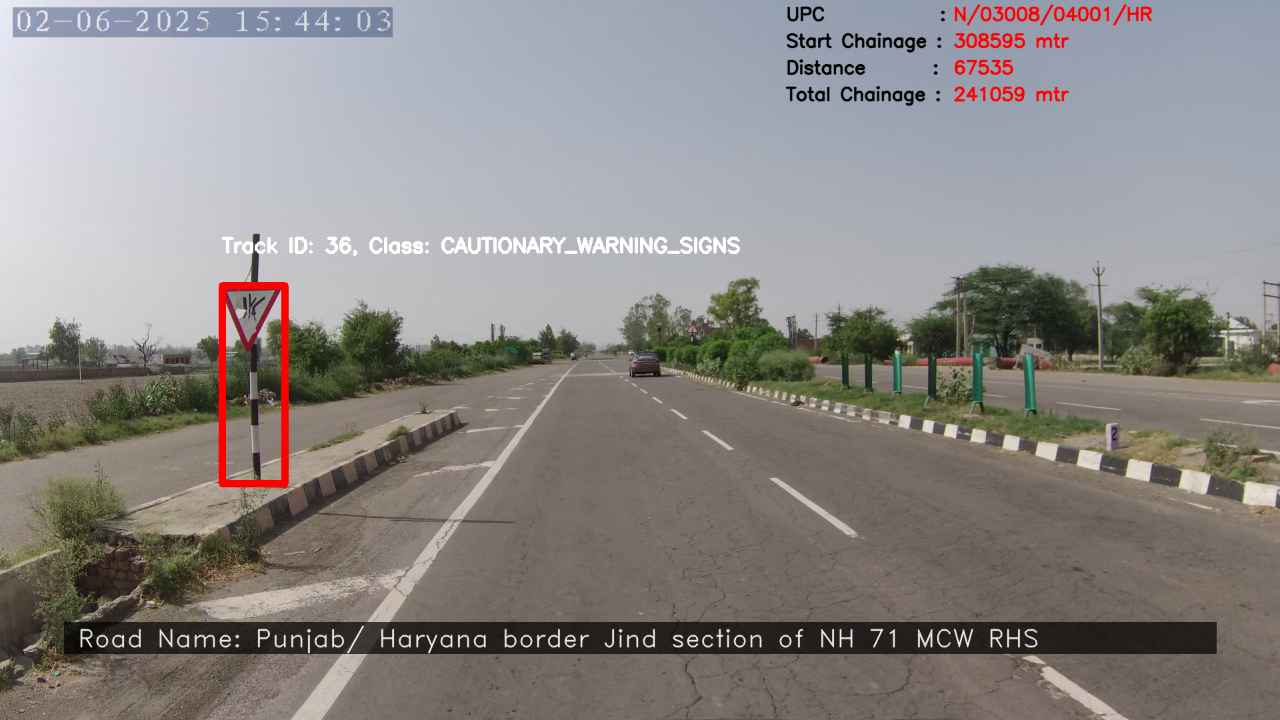 02-06-2025 15:44:03
UPC : N/03008/04001/HR
Start Chainage : 308595 mtr
Distance : 67535
Total Chainage : 241059 mtr
Track ID: 36, Class: CAUTIONARY_WARNING_SIGNS
2
Road Name: Punjab/ Haryana border Jind section of NH 71 MCW RHS